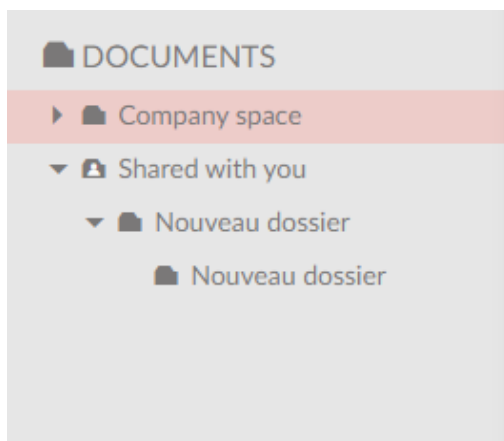 DOCUMENTS
Company space
Shared with you
Nouveau dossier
Nouveau dossier